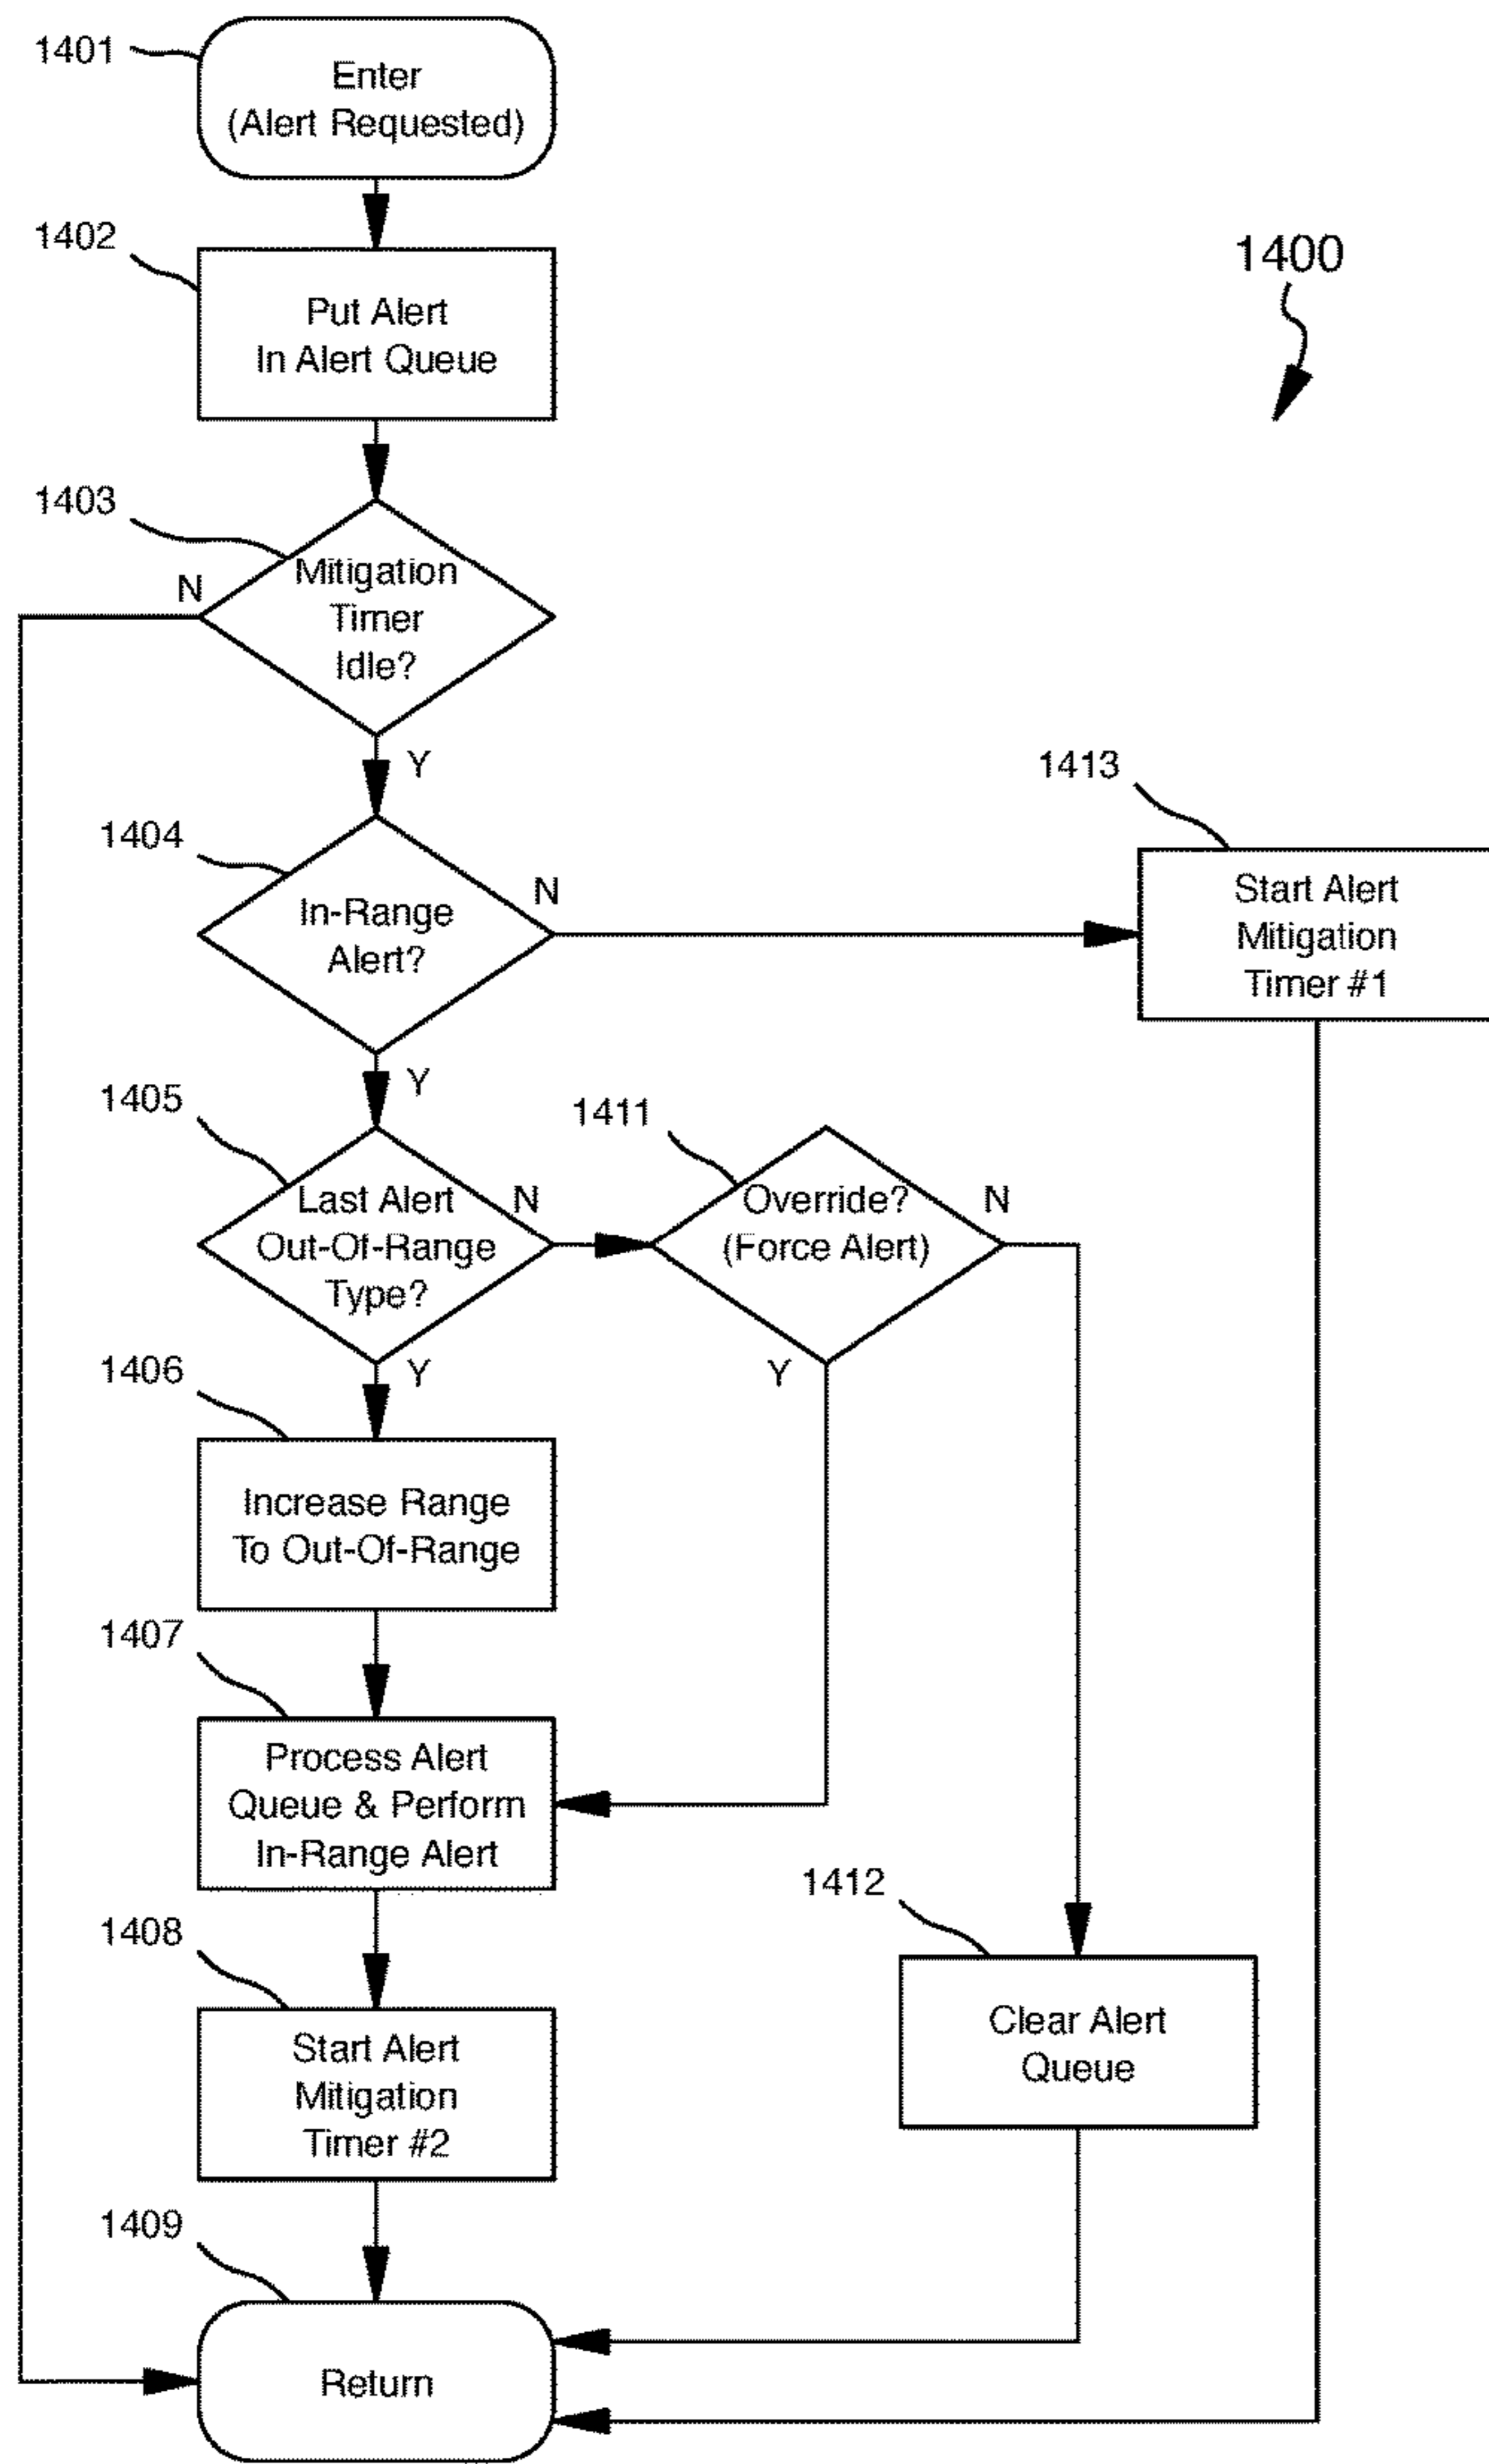 1401
Enter
(Alert Requested)
1402
Put Alert
In Alert Queue
1400
1403
N
Mitigation
Timer
Idle?
Y
1404
In-Range
Alert?
N
1413
Start Alert
Mitigation
Timer #1
Y
1405
Last Alert
Out-Of-Range
Type?
N
1411
Override?
(Force Alert)
N
Y
Y
1406
Increase Range
To Out-Of-Range
1407
Process Alert
Queue & Perform
In-Range Alert
1408
Start Alert
Mitigation
Timer #2
1412
Clear Alert
Queue
1409
Return